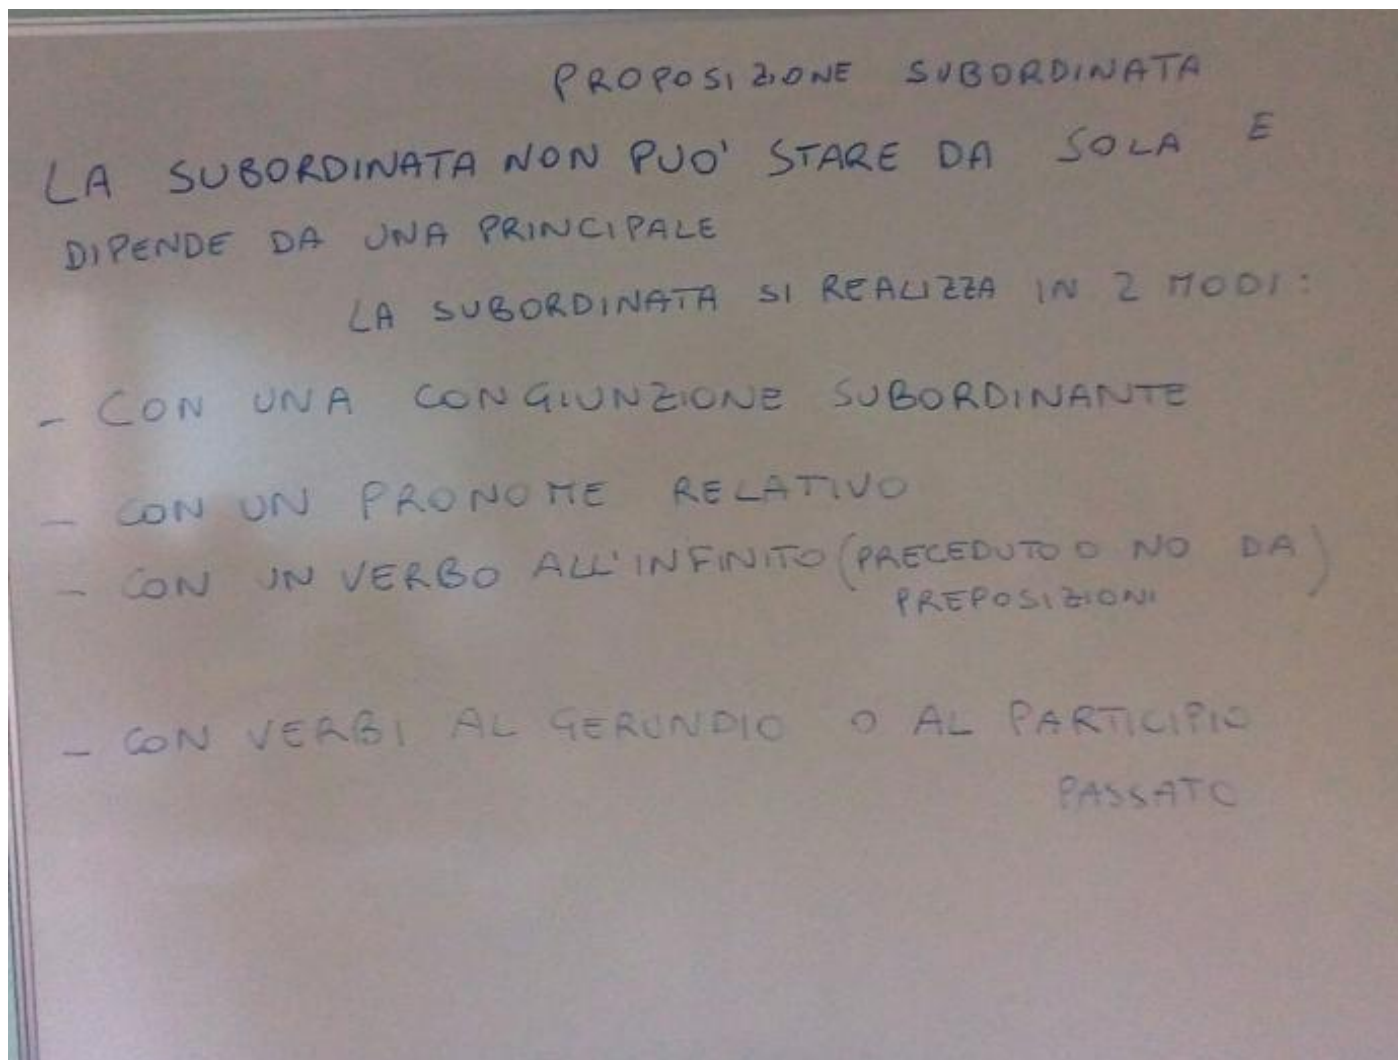 PROPOSIZIONE SUBORDINATA
LA SUBORDINATA NON PUO' STARE DA SOLA E
DIPENDE DA UNA PRINCIPALE
LA SUBORDINATA SI REALIZZA IN 2 MODI:
- CON UNA CONGIUNZIONE SUBORDINANTE
- CON UN PRONOME RELATIVO
- CON UN VERBO ALL'INFINITO (PRECEDUTO O NO DA)
PREPOSIZIONI
- CON VERBI AL GERUNDIO O AL PARTICIPIO
PASSATO